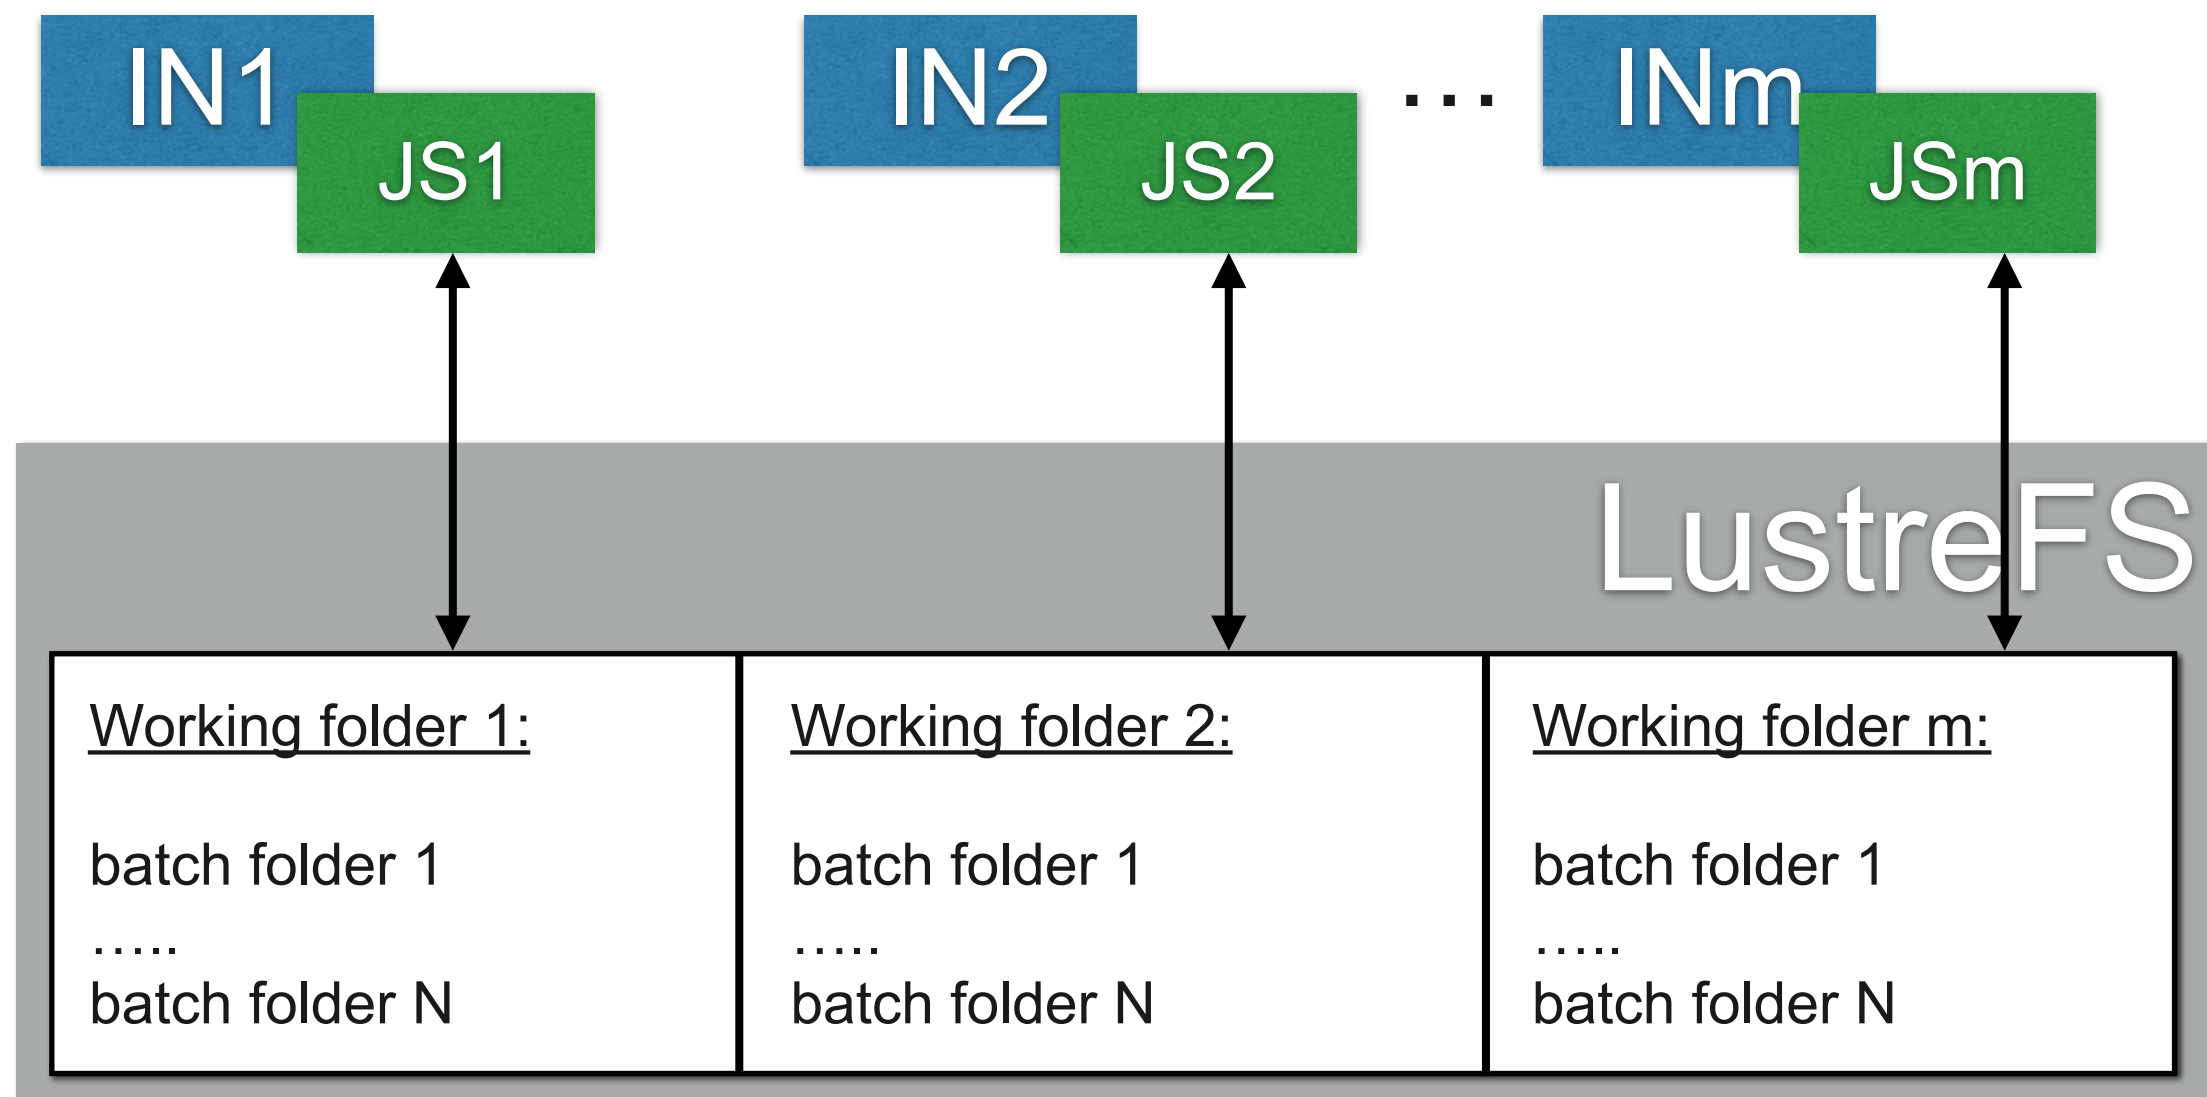 IN1
JS1
IN2
JS2
...
INm
JSm
LustreFS
Working folder 1:
batch folder 1
.....
batch folder N
Working folder 2:
batch folder 1
.....
batch folder N
Working folder m:
batch folder 1
.....
batch folder N